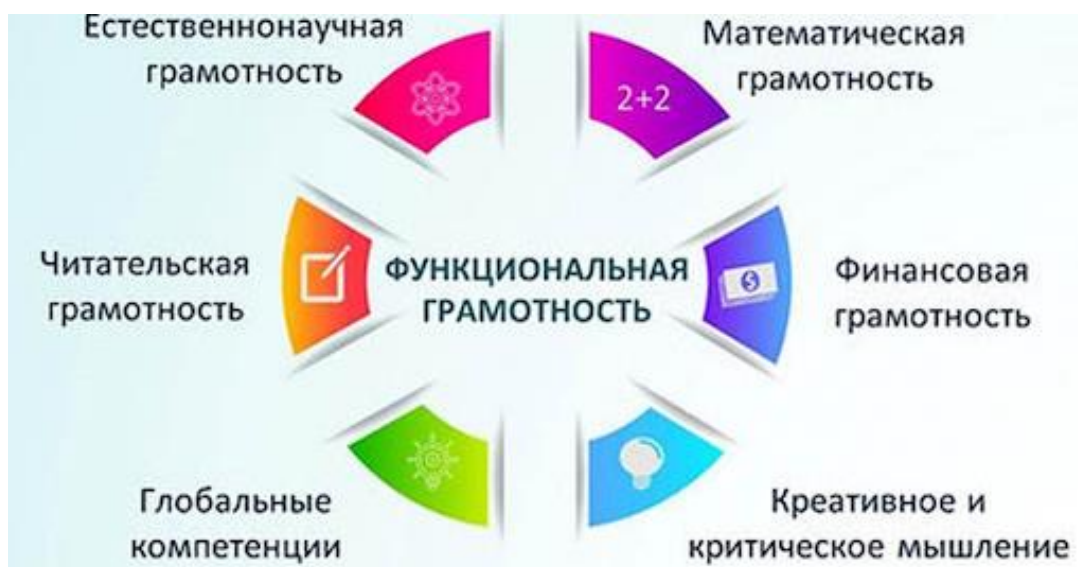 Естественнонаучная
грамотность
Математическая
грамотность
2+2
Читательская
грамотность
ФУНКЦИОНАЛЬНАЯ
ГРАМОТНОСТЬ
Финансовая
грамотность
Глобальные
компетенции
Креативное и
критическое мышление